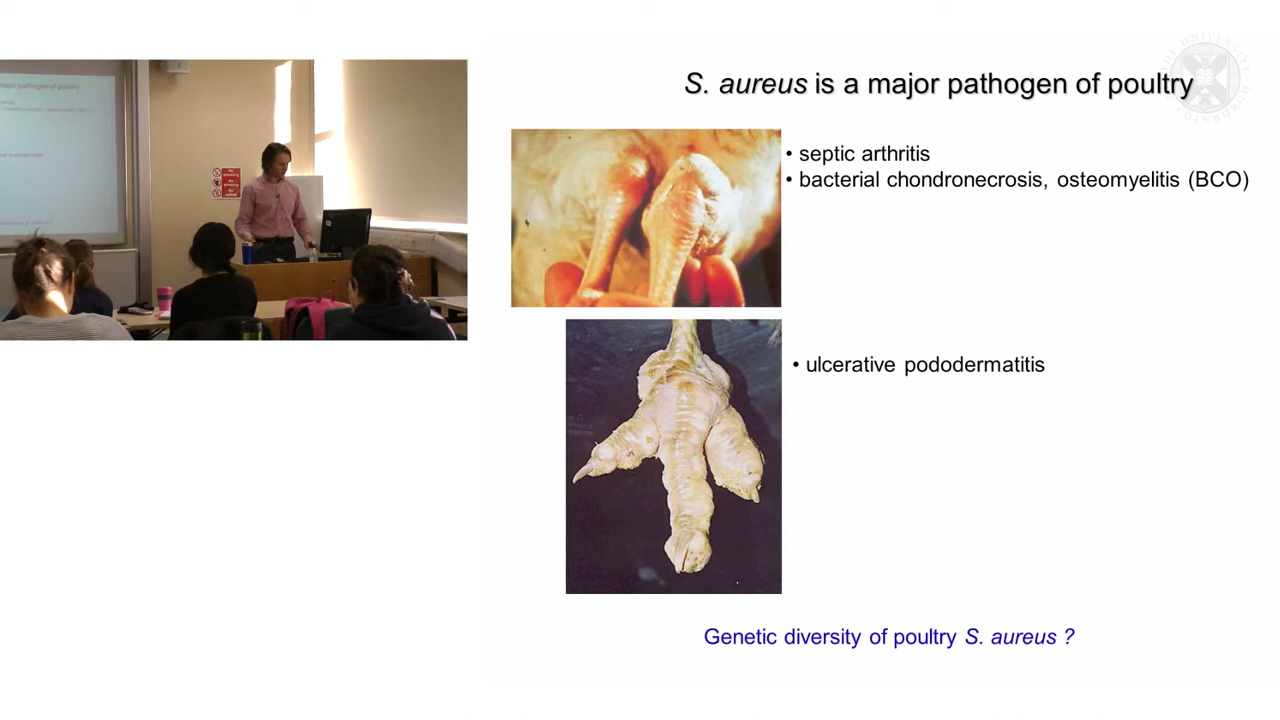 S. aureus is a major pathogen of poultry
• septic arthritis
• bacterial chondronecrosis, osteomyelitis (BCO)
• ulcerative pododermatitis
Genetic diversity of poultry S. aureus ?